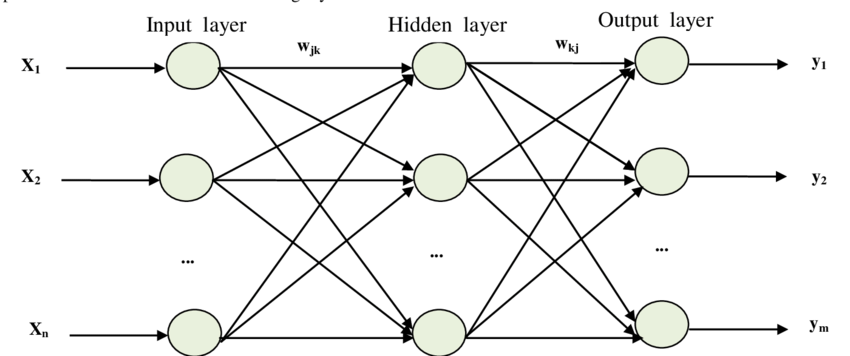 Input layer
Hidden layer
Output layer
wjk
wkj
X1
y1
X2
y2
...
...
...
Xn
ym